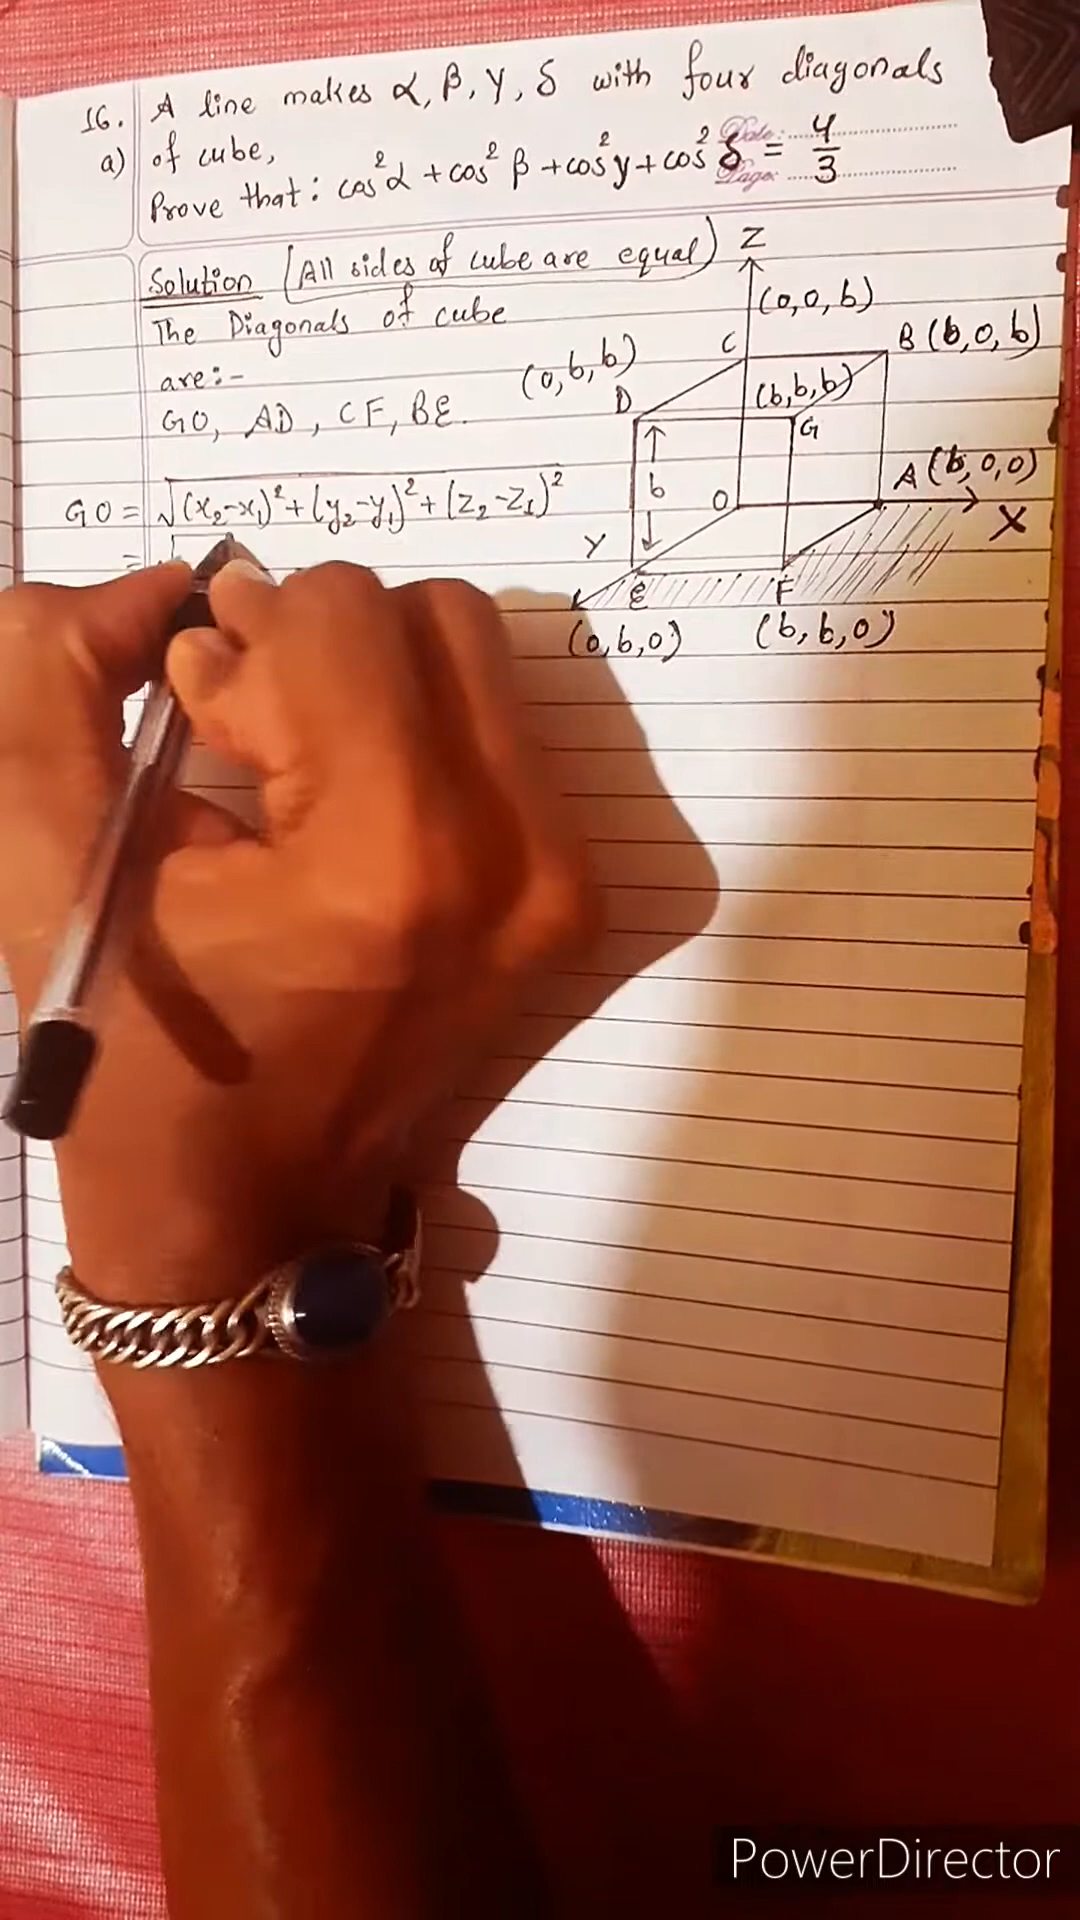 16. A line makes α, β, γ, δ with four diagonals
a) of cube,
Prove that: cos²α + cos²β + cos²γ + cos²δ = 4/3
Date:
Page:
Solution (All sides of cube are equal)
The Diagonals of cube
are:-
GO, AD, CF, BE.
GO = √(x₂-x₁)²+(y₂-y₁)²+(z₂-z₁)²
=
Z
(0,0,b)
C
B (b,0,b)
(0,b,b)
D
(b,b,b)
G
b
A (b,0,0)
O
X
Y
E
F
(0,b,0)
(b,b,0)
PowerDirector